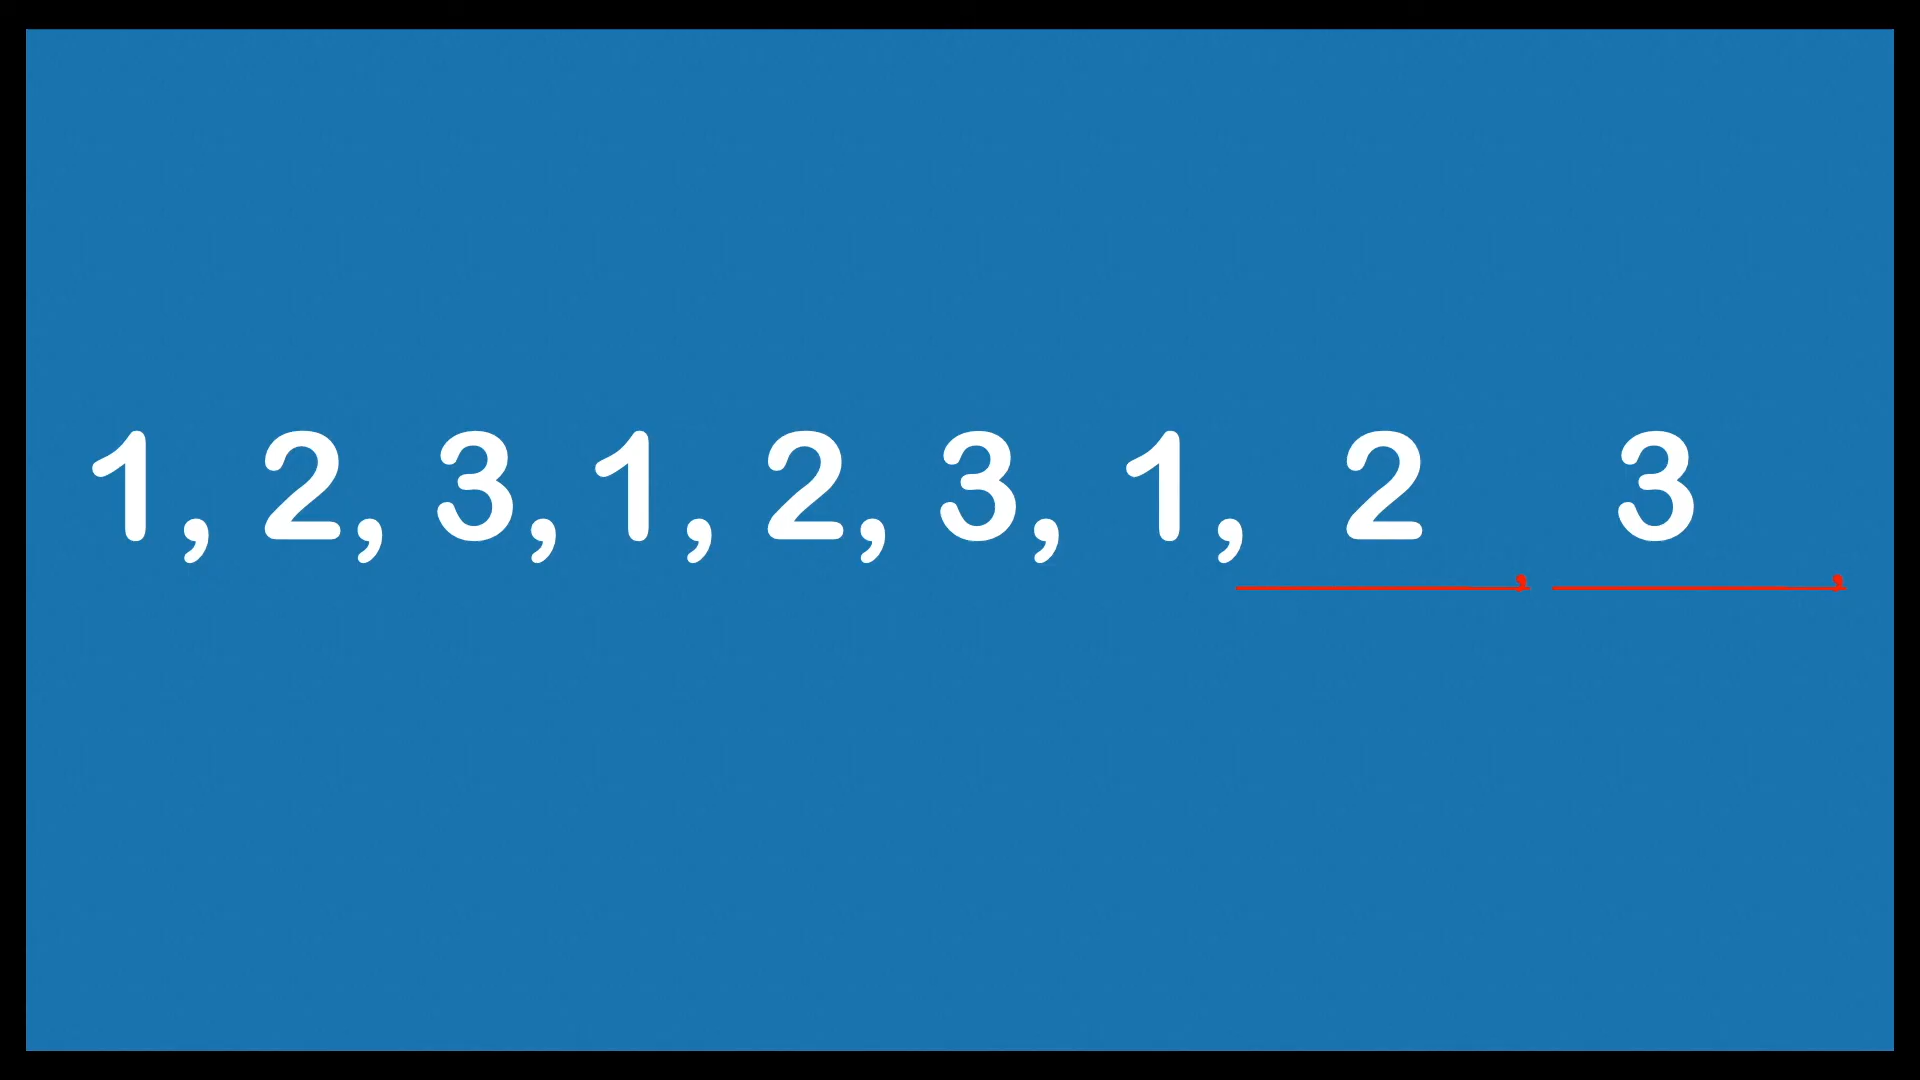 1, 2, 3, 1, 2, 3, 1, 2, 3,